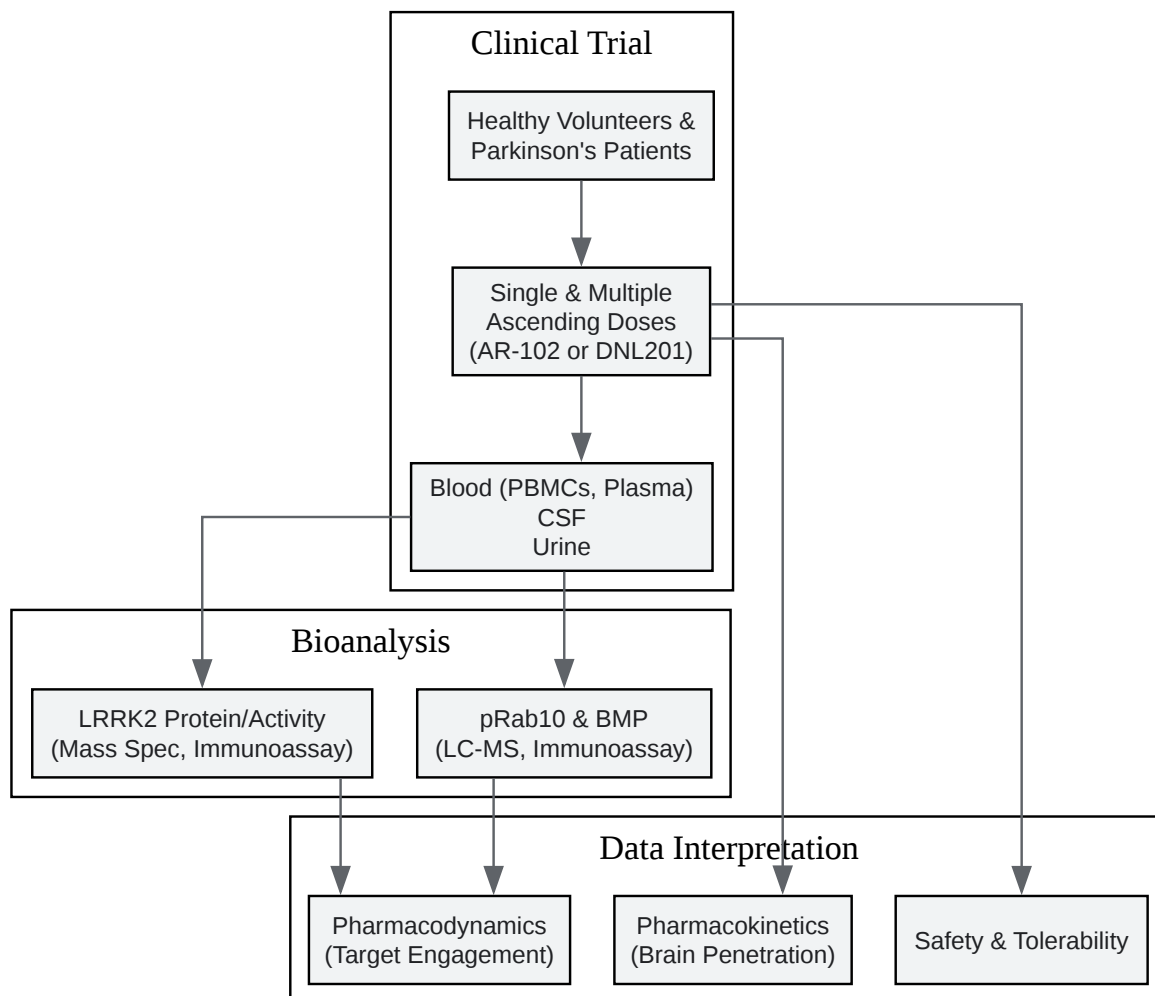 Clinical Trial
Healthy Volunteers &
Parkinson's Patients
Single & Multiple
Ascending Doses
(AR-102 or DNL201)
Blood (PBMCs, Plasma)
CSF
Urine
Bioanalysis
LRRK2 Protein/Activity
(Mass Spec, Immunoassay)
pRab10 & BMP
(LC-MS, Immunoassay)
Data Interpretation
Pharmacodynamics
(Target Engagement)
Pharmacokinetics
(Brain Penetration)
Safety & Tolerability